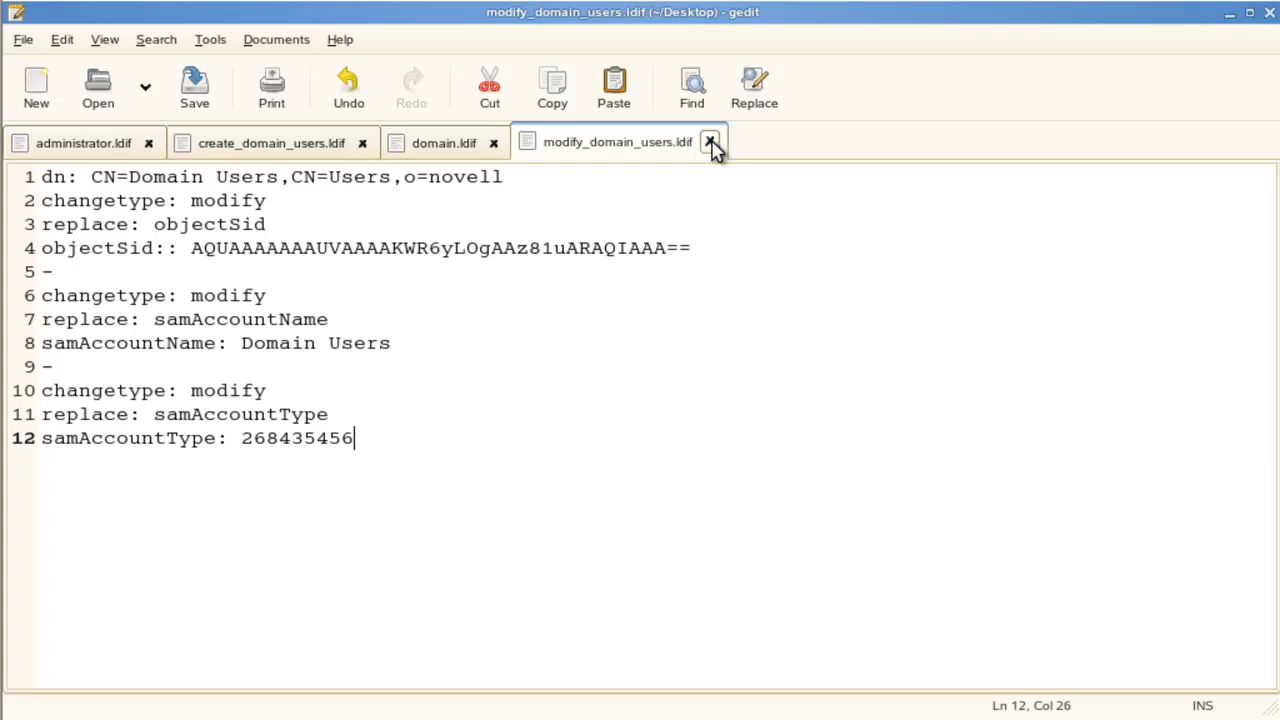 modify_domain_users.ldif (~/Desktop) - gedit
File Edit View Search Tools Documents Help
New Open Save Print Undo Redo Cut Copy Paste Find Replace
administrator.ldif create_domain_users.ldif domain.ldif modify_domain_users.ldif
1 dn: CN=Domain Users,CN=Users,o=novell
2 changetype: modify
3 replace: objectSid
4 objectSid:: AQUAAAAAAAUVAAAAKWR6yLOgAAz81uARAQIAAA==
5 -
6 changetype: modify
7 replace: samAccountName
8 samAccountName: Domain Users
9 -
10 changetype: modify
11 replace: samAccountType
12 samAccountType: 268435456
Ln 12, Col 26 INS